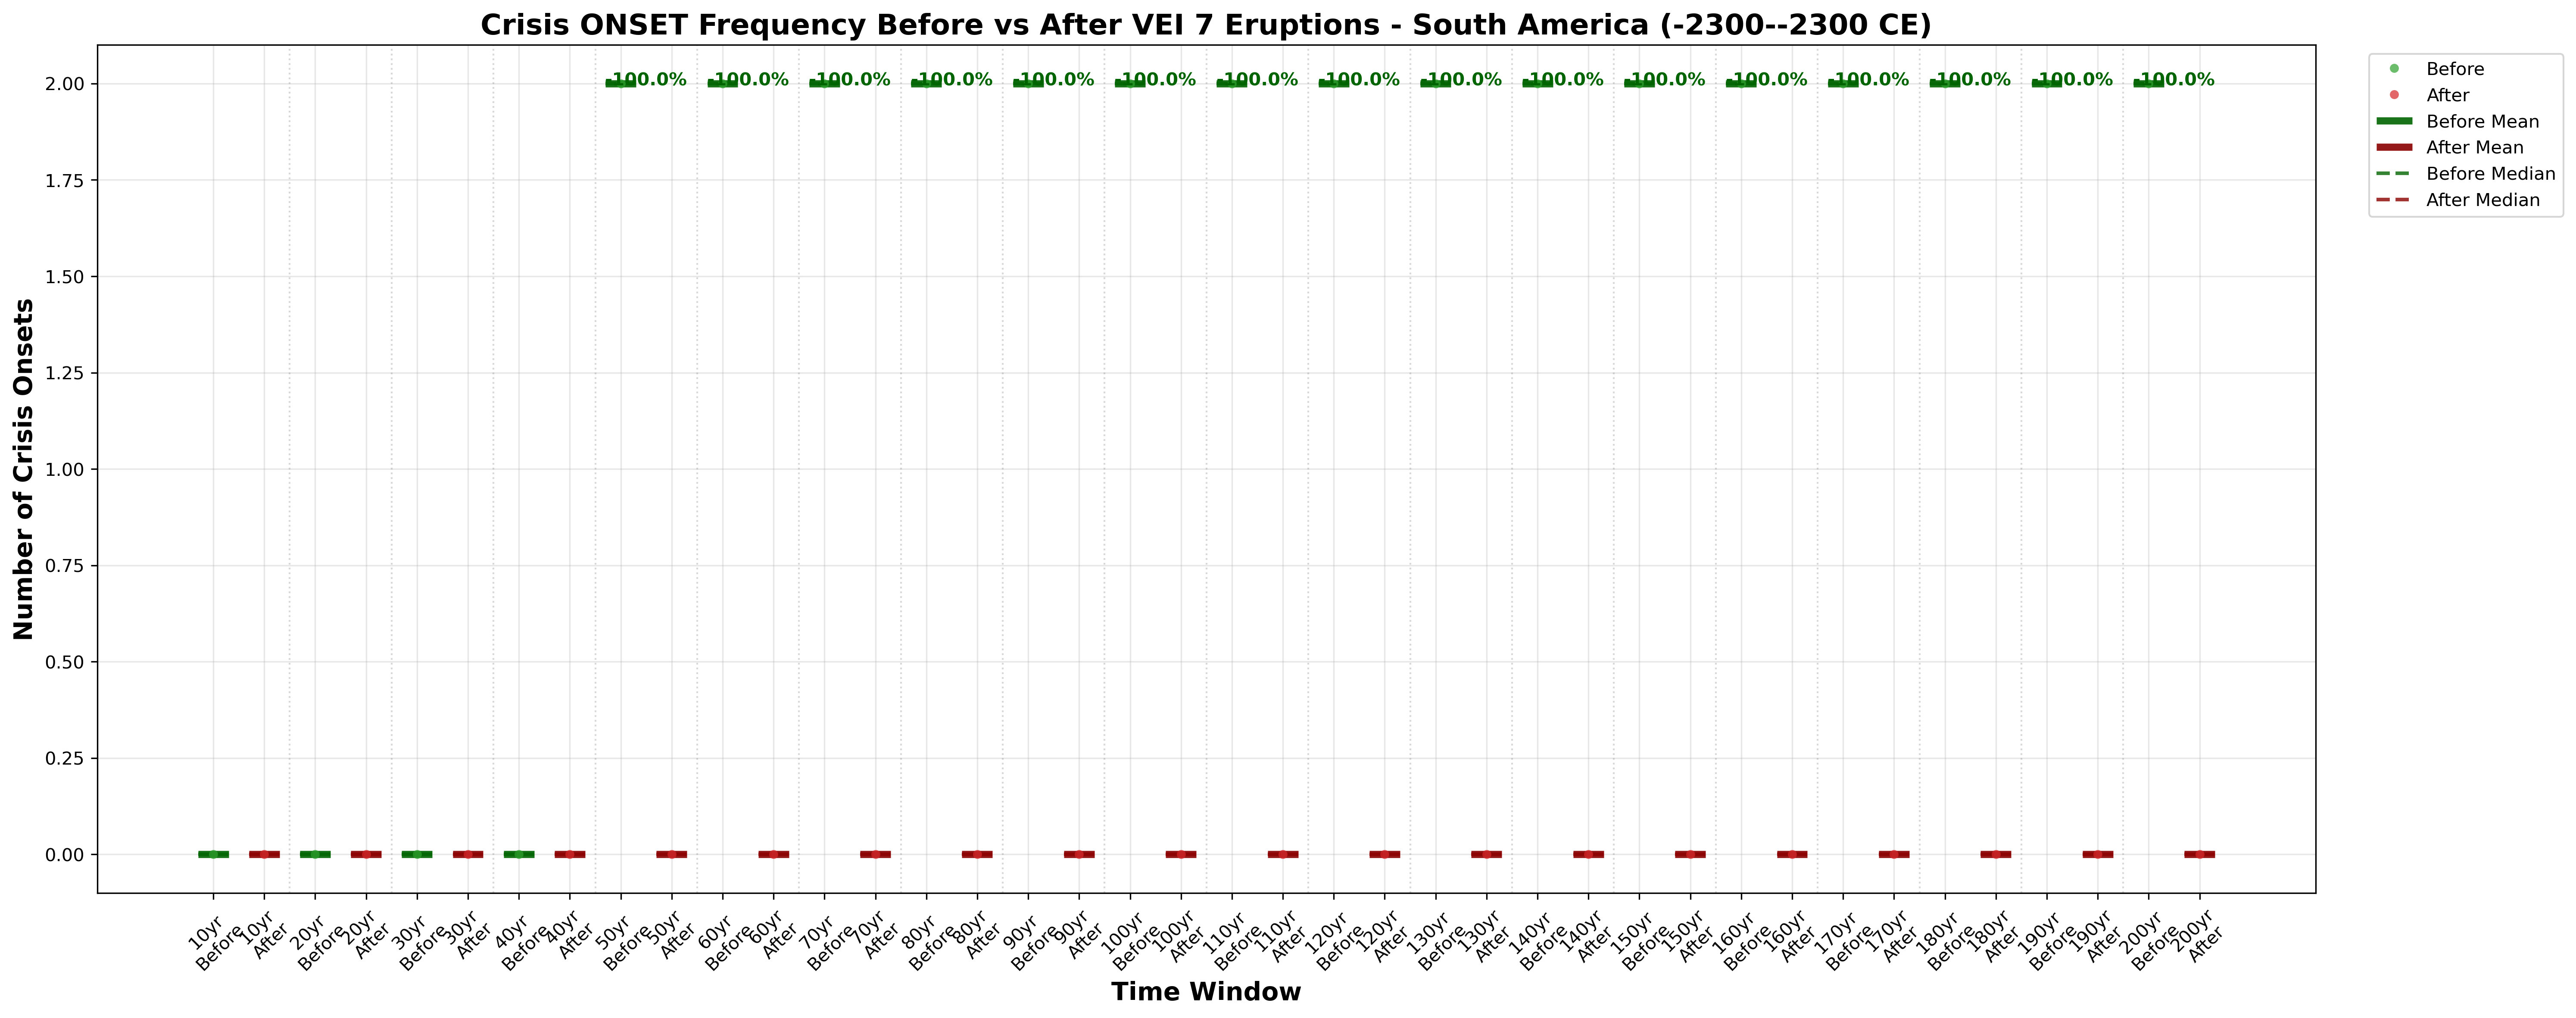 Crisis ONSET Frequency Before vs After VEI 7 Eruptions - South America (-2300--2300 CE)
Number of Crisis Onsets
2.00
1.75
1.50
1.25
1.00
0.75
0.50
0.25
0.00
-100.0% -100.0% -100.0% -100.0% -100.0% -100.0% -100.0% -100.0% -100.0% -100.0% -100.0% -100.0% -100.0% -100.0% -100.0% -100.0%
Before
After
Before Mean
After Mean
Before Median
After Median
10yr
Before
10yr
After
20yr
Before
20yr
After
30yr
Before
30yr
After
40yr
Before
40yr
After
50yr
Before
50yr
After
60yr
Before
60yr
After
70yr
Before
70yr
After
80yr
Before
80yr
After
90yr
Before
90yr
After
100yr
Before
100yr
After
110yr
Before
110yr
After
120yr
Before
120yr
After
130yr
Before
130yr
After
140yr
Before
140yr
After
150yr
Before
150yr
After
160yr
Before
160yr
After
170yr
Before
170yr
After
180yr
Before
180yr
After
190yr
Before
190yr
After
200yr
Before
200yr
After
Time Window